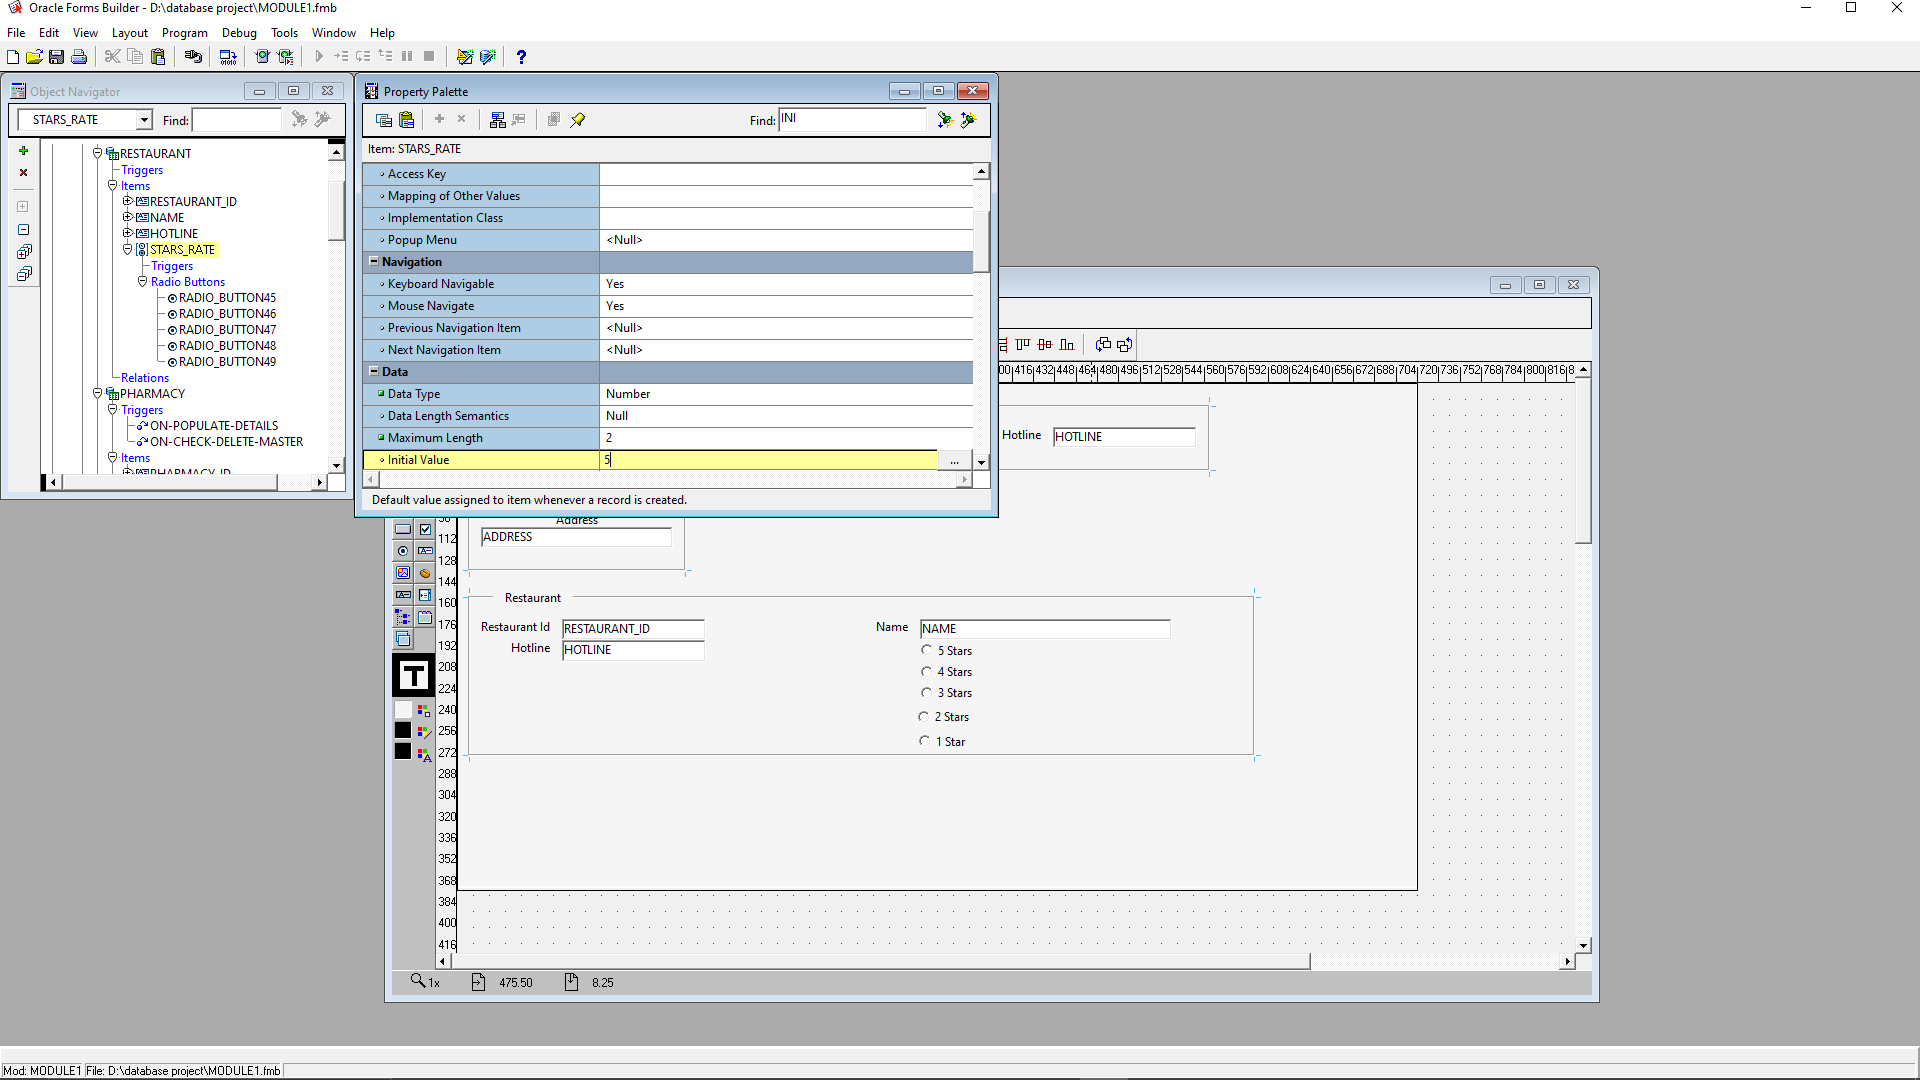 Oracle Forms Builder - D:\database project\MODULE1.fmb
File Edit View Layout Program Debug Tools Window Help
Object Navigator
STARS_RATE Find:
RESTAURANT
Triggers
Items
RESTAURANT_ID
NAME
HOTLINE
STARS_RATE
Triggers
Radio Buttons
RADIO_BUTTON45
RADIO_BUTTON46
RADIO_BUTTON47
RADIO_BUTTON48
RADIO_BUTTON49
Relations
PHARMACY
Triggers
ON-POPULATE-DETAILS
ON-CHECK-DELETE-MASTER
Items
PHARMACY_ID
Property Palette
Find: INI
Item: STARS_RATE
Access Key
Mapping of Other Values
Implementation Class
Popup Menu <Null>
Navigation
Keyboard Navigable Yes
Mouse Navigate Yes
Previous Navigation Item <Null>
Next Navigation Item <Null>
Data
Data Type Number
Data Length Semantics Null
Maximum Length 2
Initial Value 5 ...
Default value assigned to item whenever a record is created.
416 432 448 464 480 496 512 528 544 560 576 592 608 624 640 656 672 688 704 720 736 752 768 784 800 816
Hotline HOTLINE
Address
ADDRESS
112
128
144
160
176
192
208
224
240
256
272
288
304
320
336
352
368
384
400
416
Restaurant
Restaurant Id RESTAURANT_ID Name NAME
Hotline HOTLINE
5 Stars
4 Stars
3 Stars
2 Stars
1 Star
1x 475.50 8.25
Mod: MODULE1 File: D:\database project\MODULE1.fmb